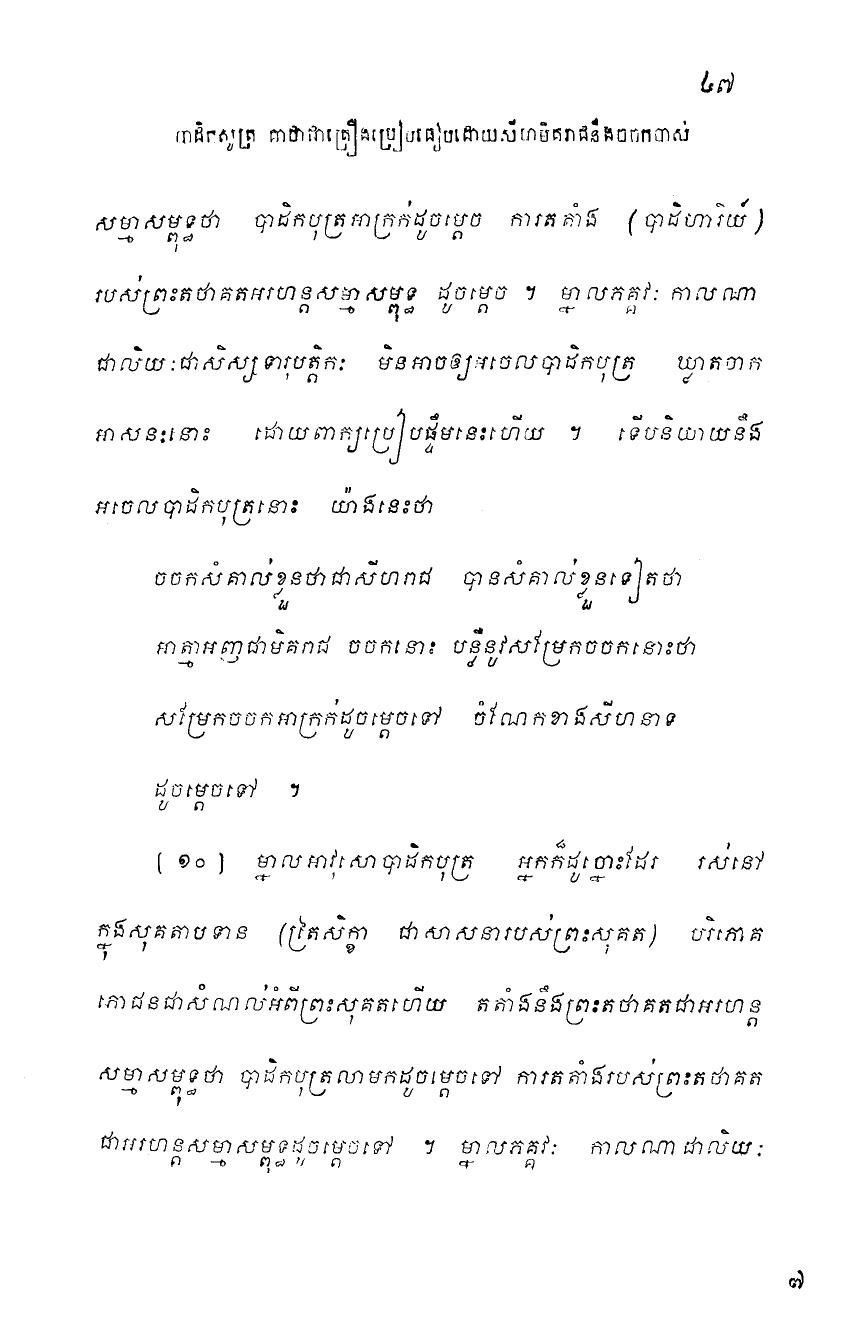 ៤៧
បាដិកសូត្រ គាថាជាគ្រឿងប្រៀបធៀបដោយសីហមិគរាជនឹងចចកចាស់
សម្មាសម្ពុទ្ធថា បាដិកបុត្រអាក្រក់ដូចម្តេច ការតតាំង (បាដិហារិយ៍)
របស់ព្រះតថាគតអរហន្តសម្មាសម្ពុទ្ធ ដូចម្តេច ។ ម្នាលភគ្គវៈ កាលណា
ជាលិយៈជាសិស្សទារុបត្តិកៈ មិនអាចឲ្យអចេលបាដិកបុត្រ ឃ្លាតចាក
អាសនៈនោះ ដោយពាក្យប្រៀបផ្ទឹមនេះហើយ ។ ទើបនិយាយនឹង
អចេលបាដិកបុត្រនោះ យ៉ាងនេះថា
ចចកសំគាល់ខ្លួនថាជាសីហរាជ បានសំគាល់ខ្លួនទៀតថា
អាត្មាអញជាមិគរាជ ចចកនោះ បន្លឺនូវសម្រែកចចកនោះថា
សម្រែកចចកអាក្រក់ដូចម្តេចទៅ ចំណែកខាងសីហនាទ
ដូចម្តេចទៅ ។
(១០) ម្នាលអាវុសោបាដិកបុត្រ អ្នកក៏ដូច្នោះដែរ រស់នៅ
ក្នុងសុគតាបទាន (ត្រៃសិក្ខា ជាសាសនារបស់ព្រះសុគត) បរិភោគ
ភោជនជាសំណល់អំពីព្រះសុគតហើយ តតាំងនឹងព្រះតថាគតជាអរហន្ត
សម្មាសម្ពុទ្ធថា បាដិកបុត្រលាមកដូចម្តេចទៅ ការតតាំងរបស់ព្រះតថាគត
ជាអរហន្តសម្មាសម្ពុទ្ធដូចម្តេចទៅ ។ ម្នាលភគ្គវៈ កាលណាជាលិយៈ
៧